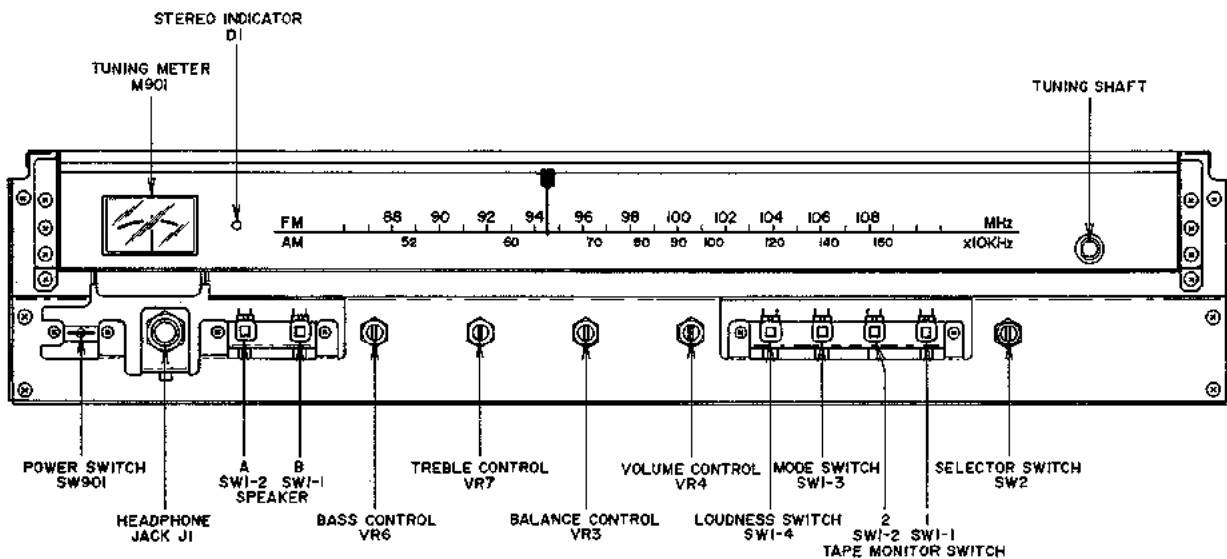 STEREO INDICATOR
D1
TUNING METER
M901
TUNING SHAFT
FM 88 90 92 94 96 98 100 102 104 106 108 MHz
AM 52 60 70 80 90 100 120 140 160 x10KHz
POWER SWITCH
SW901
HEADPHONE
JACK J1
A B
SW1-2 SW1-1
SPEAKER
BASS CONTROL
VR6
TREBLE CONTROL
VR7
BALANCE CONTROL
VR3
VOLUME CONTROL
VR4
LOUDNESS SWITCH
SW1-4
MODE SWITCH
SW1-3
2 1
SW1-2 SW1-1
TAPE MONITOR SWITCH
SELECTOR SWITCH
SW2